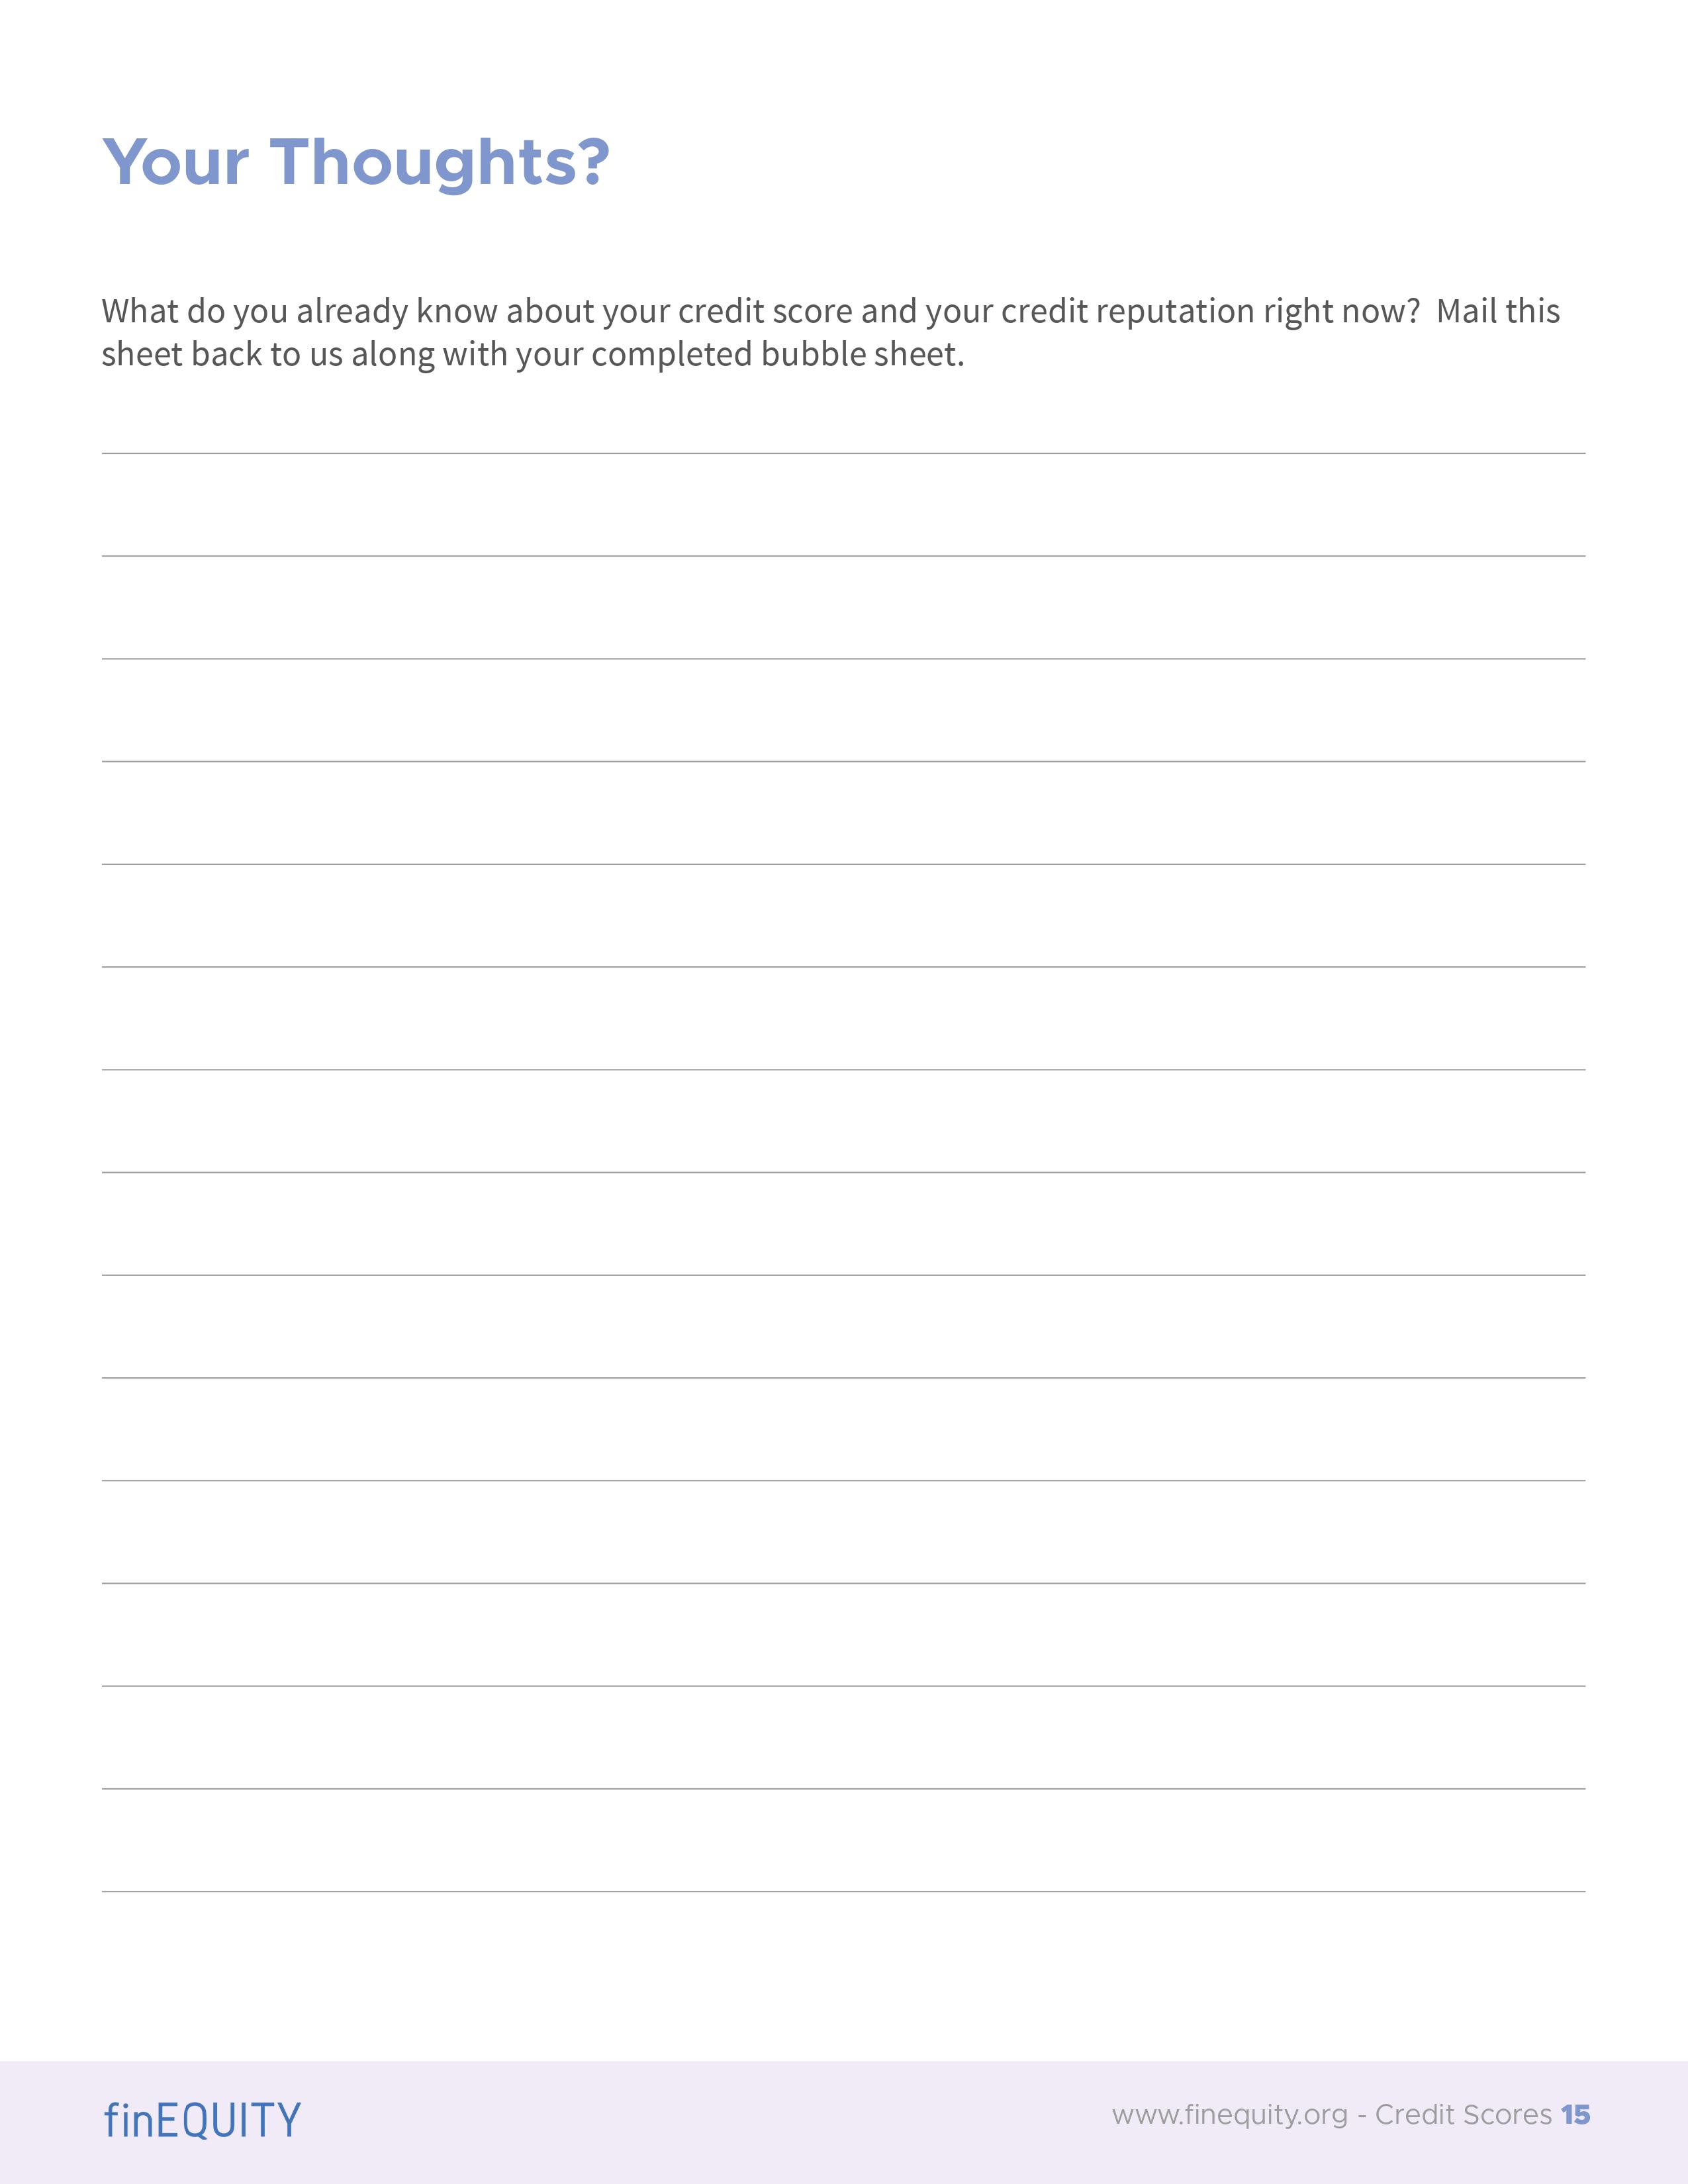 Your Thoughts?
What do you already know about your credit score and your credit reputation right now?  Mail this
sheet back to us along with your completed bubble sheet.
finEQUITY
www.finequity.org - Credit Scores 15